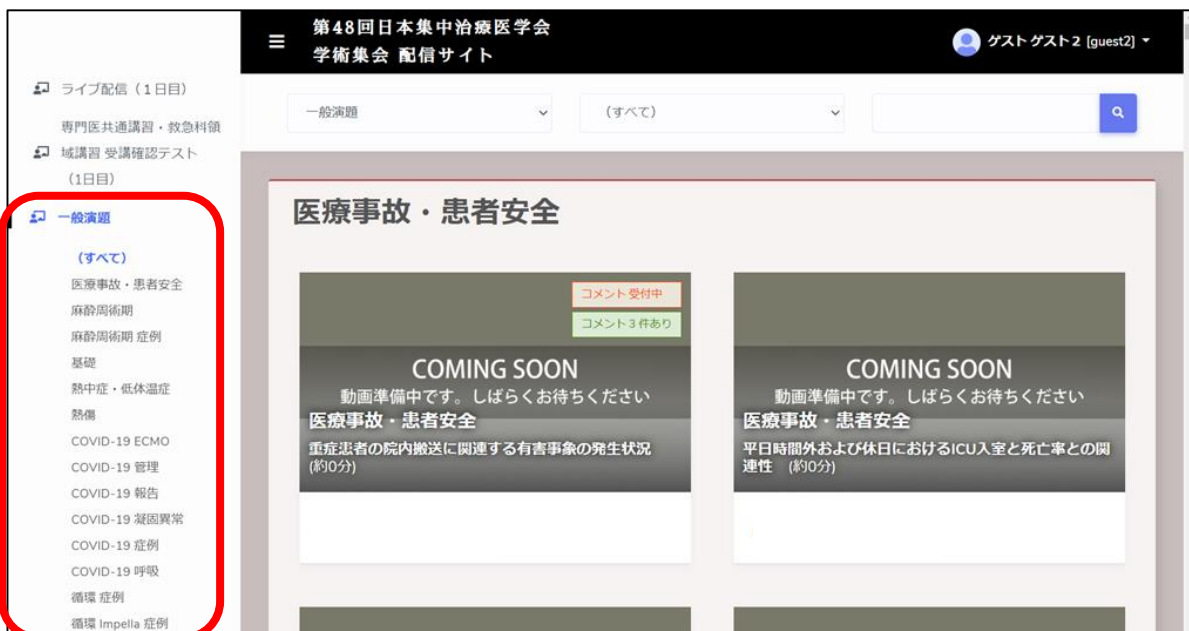 第48回日本集中治療医学会
学術集会 配信サイト
ゲスト ゲスト2 [guest2]
ライブ配信（1日目）
専門医共通講習・救急科領
域講習 受講確認テスト
（1日目）
一般演題
（すべて）
医療事故・患者安全
麻酔周術期
麻酔周術期 症例
基礎
熱中症・低体温症
熱傷
COVID-19 ECMO
COVID-19 管理
COVID-19 報告
COVID-19 凝固異常
COVID-19 症例
COVID-19 呼吸
循環 症例
循環 Impella 症例
一般演題
（すべて）
医療事故・患者安全
コメント受付中
コメント3件あり
COMING SOON
動画準備中です。しばらくお待ちください
医療事故・患者安全
重症患者の院内搬送に関連する有害事象の発生状況
(約0分)
COMING SOON
動画準備中です。しばらくお待ちください
医療事故・患者安全
平日時間外および休日におけるICU入室と死亡率との関
連性 (約0分)